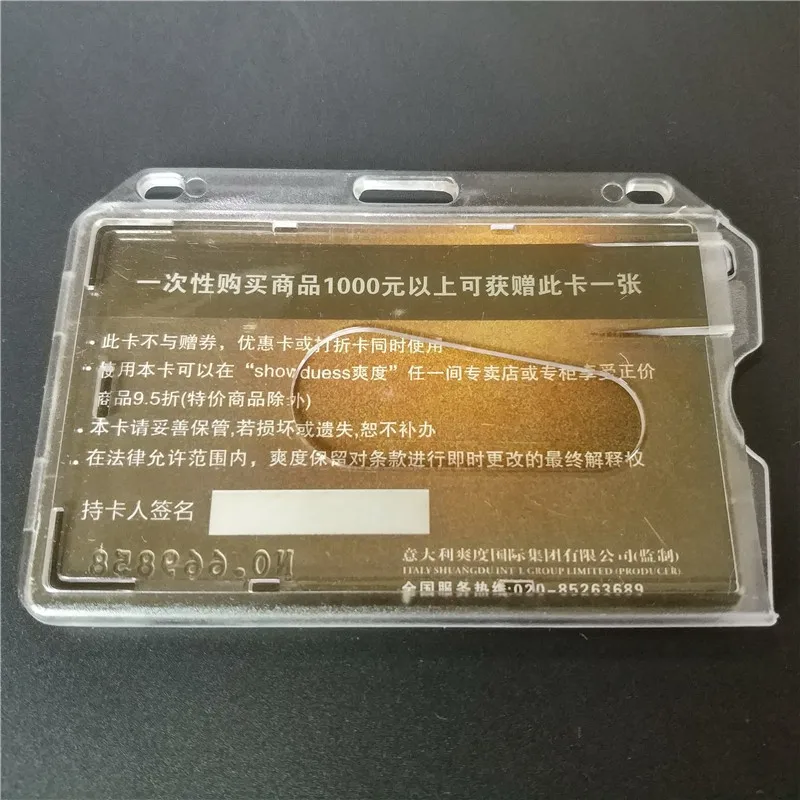 一次性购买商品1000元以上可获赠此卡一张
• 此卡不与赠券，优惠卡或打折卡同时使用
• 使用本卡可以在“showduess爽度”任一间专卖店或专柜享受正价
商品9.5折(特价商品除外)
• 本卡请妥善保管,若损坏或遗失,恕不补办
• 在法律允许范围内，爽度保留对条款进行即时更改的最终解释权
持卡人签名
NO.669858
意大利爽度国际集团有限公司(监制)
ITALY SHUANGDU INT'L GROUP LIMITED (PRODUCER)
全国服务热线:020-85263689